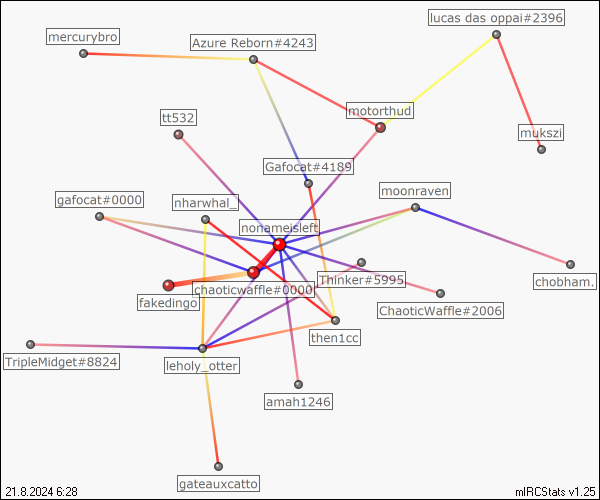 lucas das oppai#2396
mercurybro
Azure Reborn#4243
motorthud
tt532
mukszi
Gafocat#4189
moonraven
gafocat#0000
nharwhal_
nonameisleft
Thinker#5995
chobham.
chaoticwaffle#0000
fakedingo
ChaoticWaffle#2006
then1cc
TripleMidget#8824
leholy_otter
amah1246
gateauxcatto
21.8.2024 6:28
mIRCStats v1.25